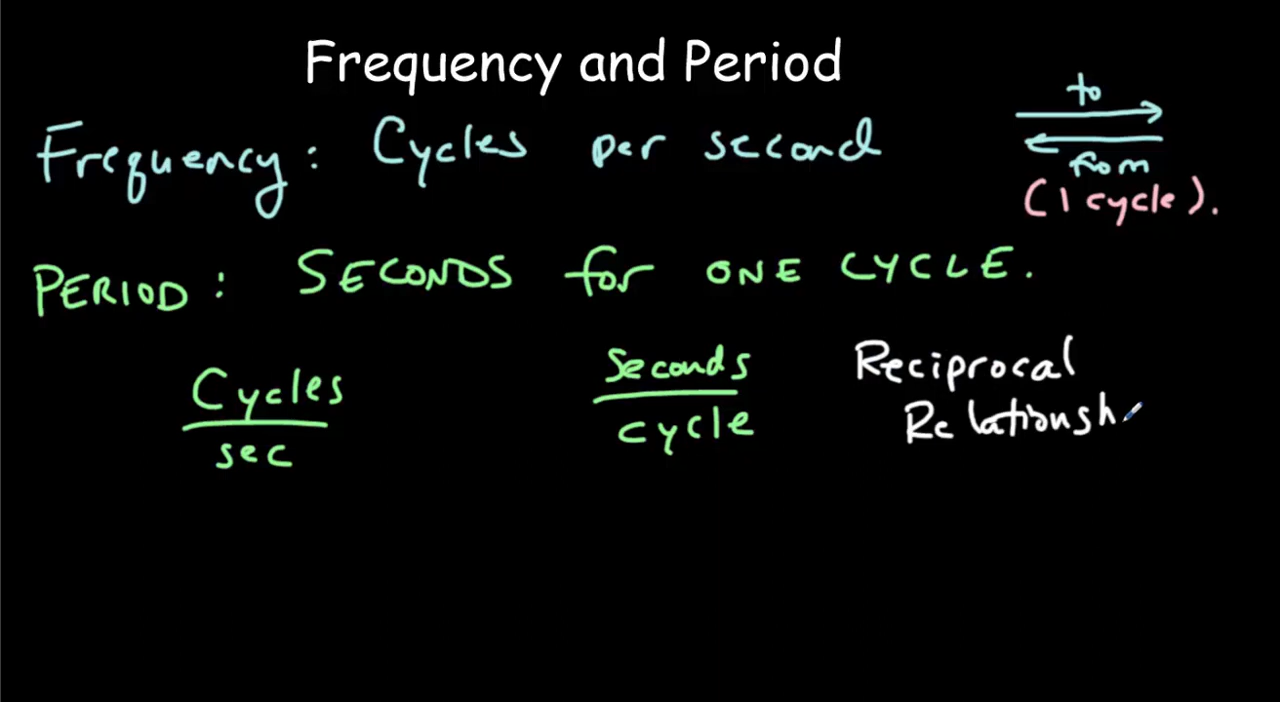 Frequency and Period
to
Frequency: Cycles per second
from
(1 cycle).
PERIOD: SECONDS for ONE CYCLE.
Cycles
sec
Seconds
cycle
Reciprocal
Relationsh